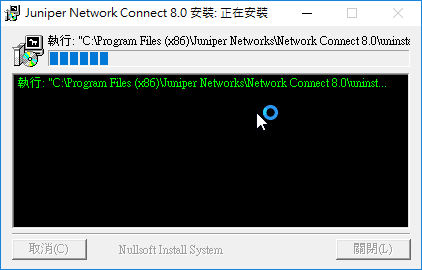 Juniper Network Connect 8.0 安裝: 正在安裝
執行: "C:\Program Files (x86)\Juniper Networks\Network Connect 8.0\uninsta
執行: "C:\Program Files (x86)\Juniper Networks\Network Connect 8.0\uninst...
取消(C) Nullsoft Install System 關閉(L)